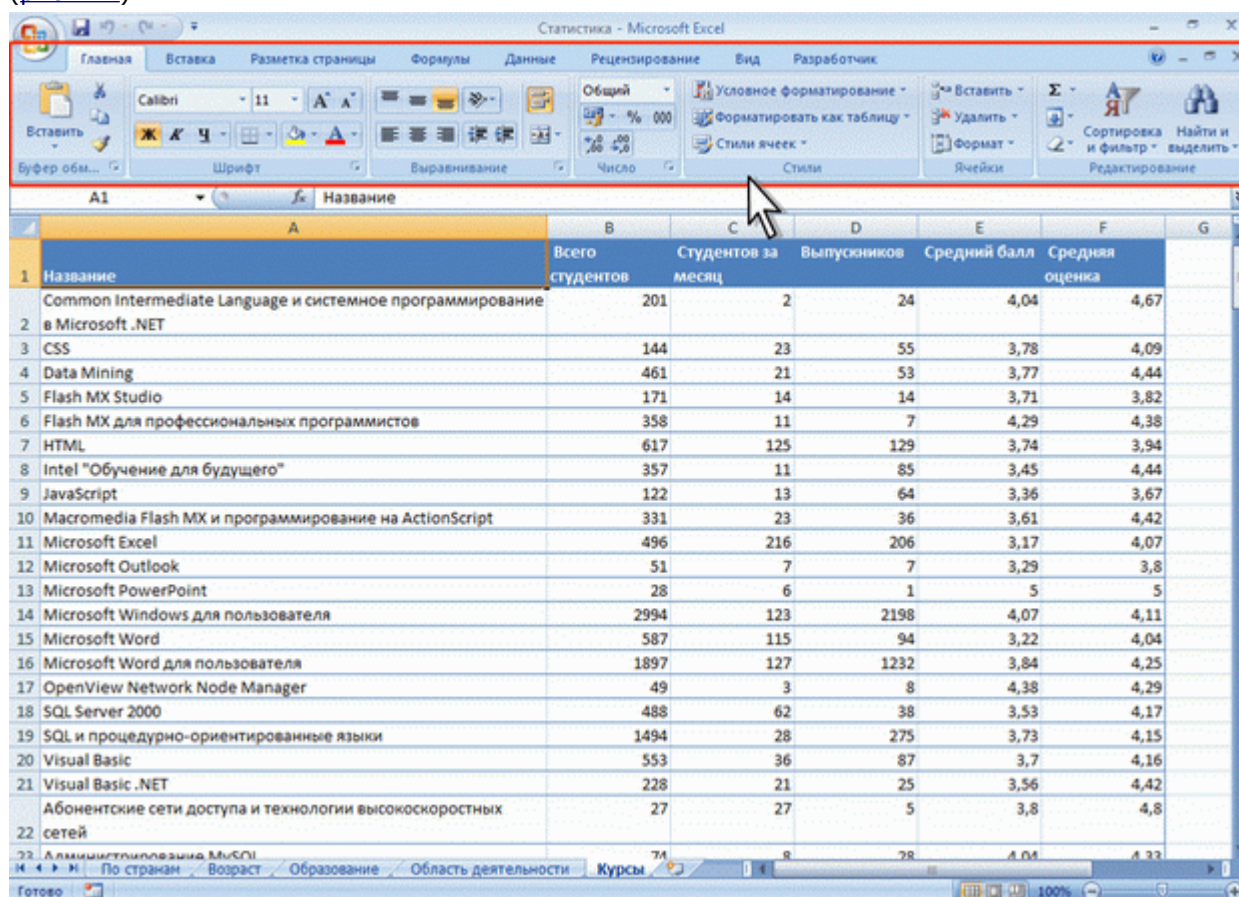 Статистика - Microsoft Excel
Главная Вставка Разметка страницы Формулы Данные Рецензирование Вид Разработчик
Calibri 11 Общий Условное форматирование Вставить Σ
Вставить Ж К Ч % 000 Форматировать как таблицу Удалить Сортировка и фильтр Найти и выделить
Стили ячеек Формат
Буфер обм... Шрифт Выравнивание Число Стили Ячейки Редактирование
A1 fx Название
A B C D E F G
1 Название Всего студентов Студентов за месяц Выпускников Средний балл Средняя оценка
2 Common Intermediate Language и системное программирование в Microsoft .NET 201 2 24 4,04 4,67
3 CSS 144 23 55 3,78 4,09
4 Data Mining 461 21 53 3,77 4,44
5 Flash MX Studio 171 14 14 3,71 3,82
6 Flash MX для профессиональных программистов 358 11 7 4,29 4,38
7 HTML 617 125 129 3,74 3,94
8 Intel "Обучение для будущего" 357 11 85 3,45 4,44
9 JavaScript 122 13 64 3,36 3,67
10 Macromedia Flash MX и программирование на ActionScript 331 23 36 3,61 4,42
11 Microsoft Excel 496 216 206 3,17 4,07
12 Microsoft Outlook 51 7 7 3,29 3,8
13 Microsoft PowerPoint 28 6 1 5 5
14 Microsoft Windows для пользователя 2994 123 2198 4,07 4,11
15 Microsoft Word 587 115 94 3,22 4,04
16 Microsoft Word для пользователя 1897 127 1232 3,84 4,25
17 OpenView Network Node Manager 49 3 8 4,38 4,29
18 SQL Server 2000 488 62 38 3,53 4,17
19 SQL и процедурно-ориентированные языки 1494 28 275 3,73 4,15
20 Visual Basic 553 36 87 3,7 4,16
21 Visual Basic .NET 228 21 25 3,56 4,42
22 Абонентские сети доступа и технологии высокоскоростных сетей 27 27 5 3,8 4,8
23 Администрирование MySQL 74 8 28 4,04 4,33
По странам Возраст Образование Область деятельности Курсы
Готово 100%